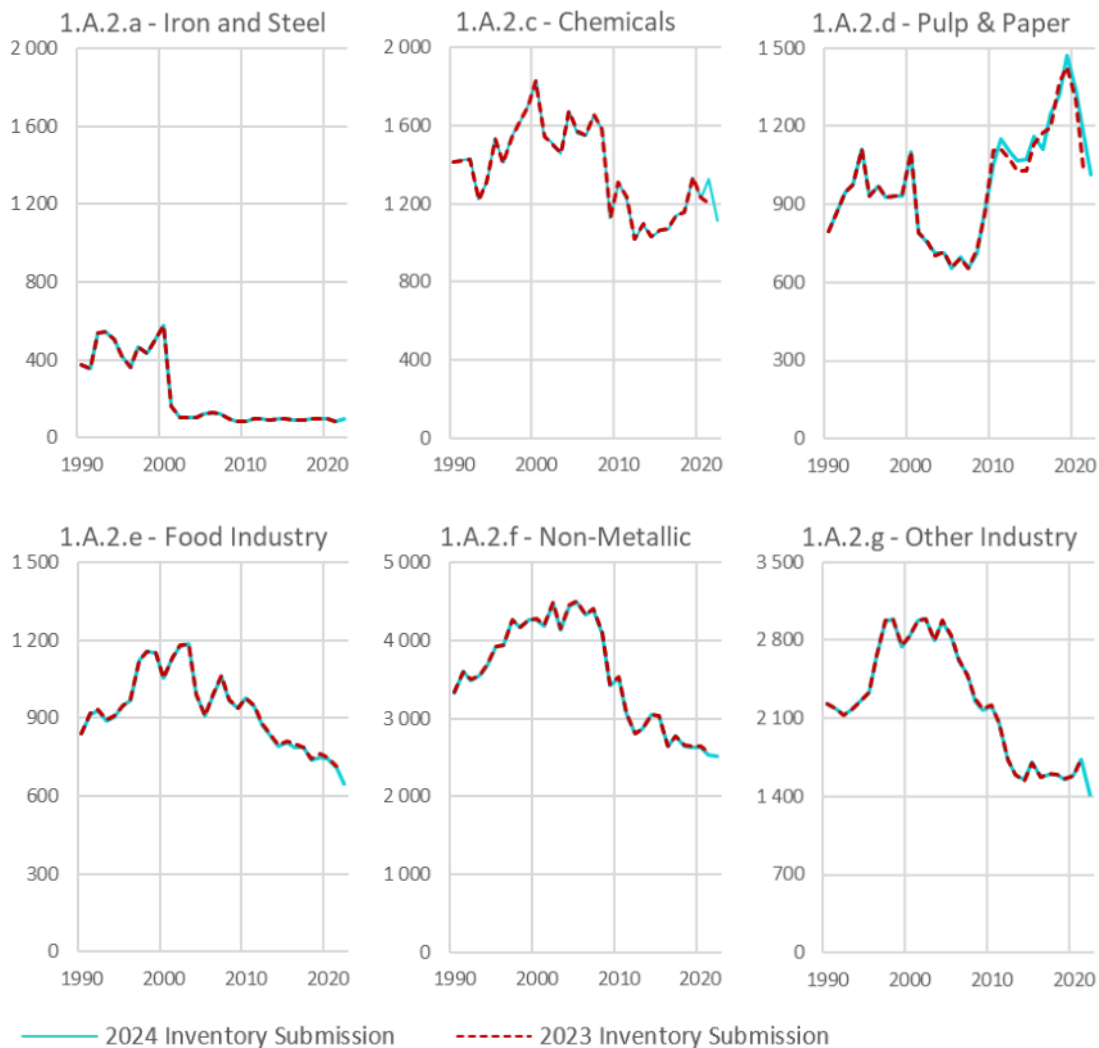 1.A.2.a - Iron and Steel
2 000
1 600
1 200
800
400
0
1990 2000 2010 2020
1.A.2.c - Chemicals
2 000
1 600
1 200
800
400
0
1990 2000 2010 2020
1.A.2.d - Pulp & Paper
1 500
1 200
900
600
300
0
1990 2000 2010 2020
1.A.2.e - Food Industry
1 500
1 200
900
600
300
0
1990 2000 2010 2020
1.A.2.f - Non-Metallic
5 000
4 000
3 000
2 000
1 000
0
1990 2000 2010 2020
1.A.2.g - Other Industry
3 500
2 800
2 100
1 400
700
0
1990 2000 2010 2020
2024 Inventory Submission
2023 Inventory Submission